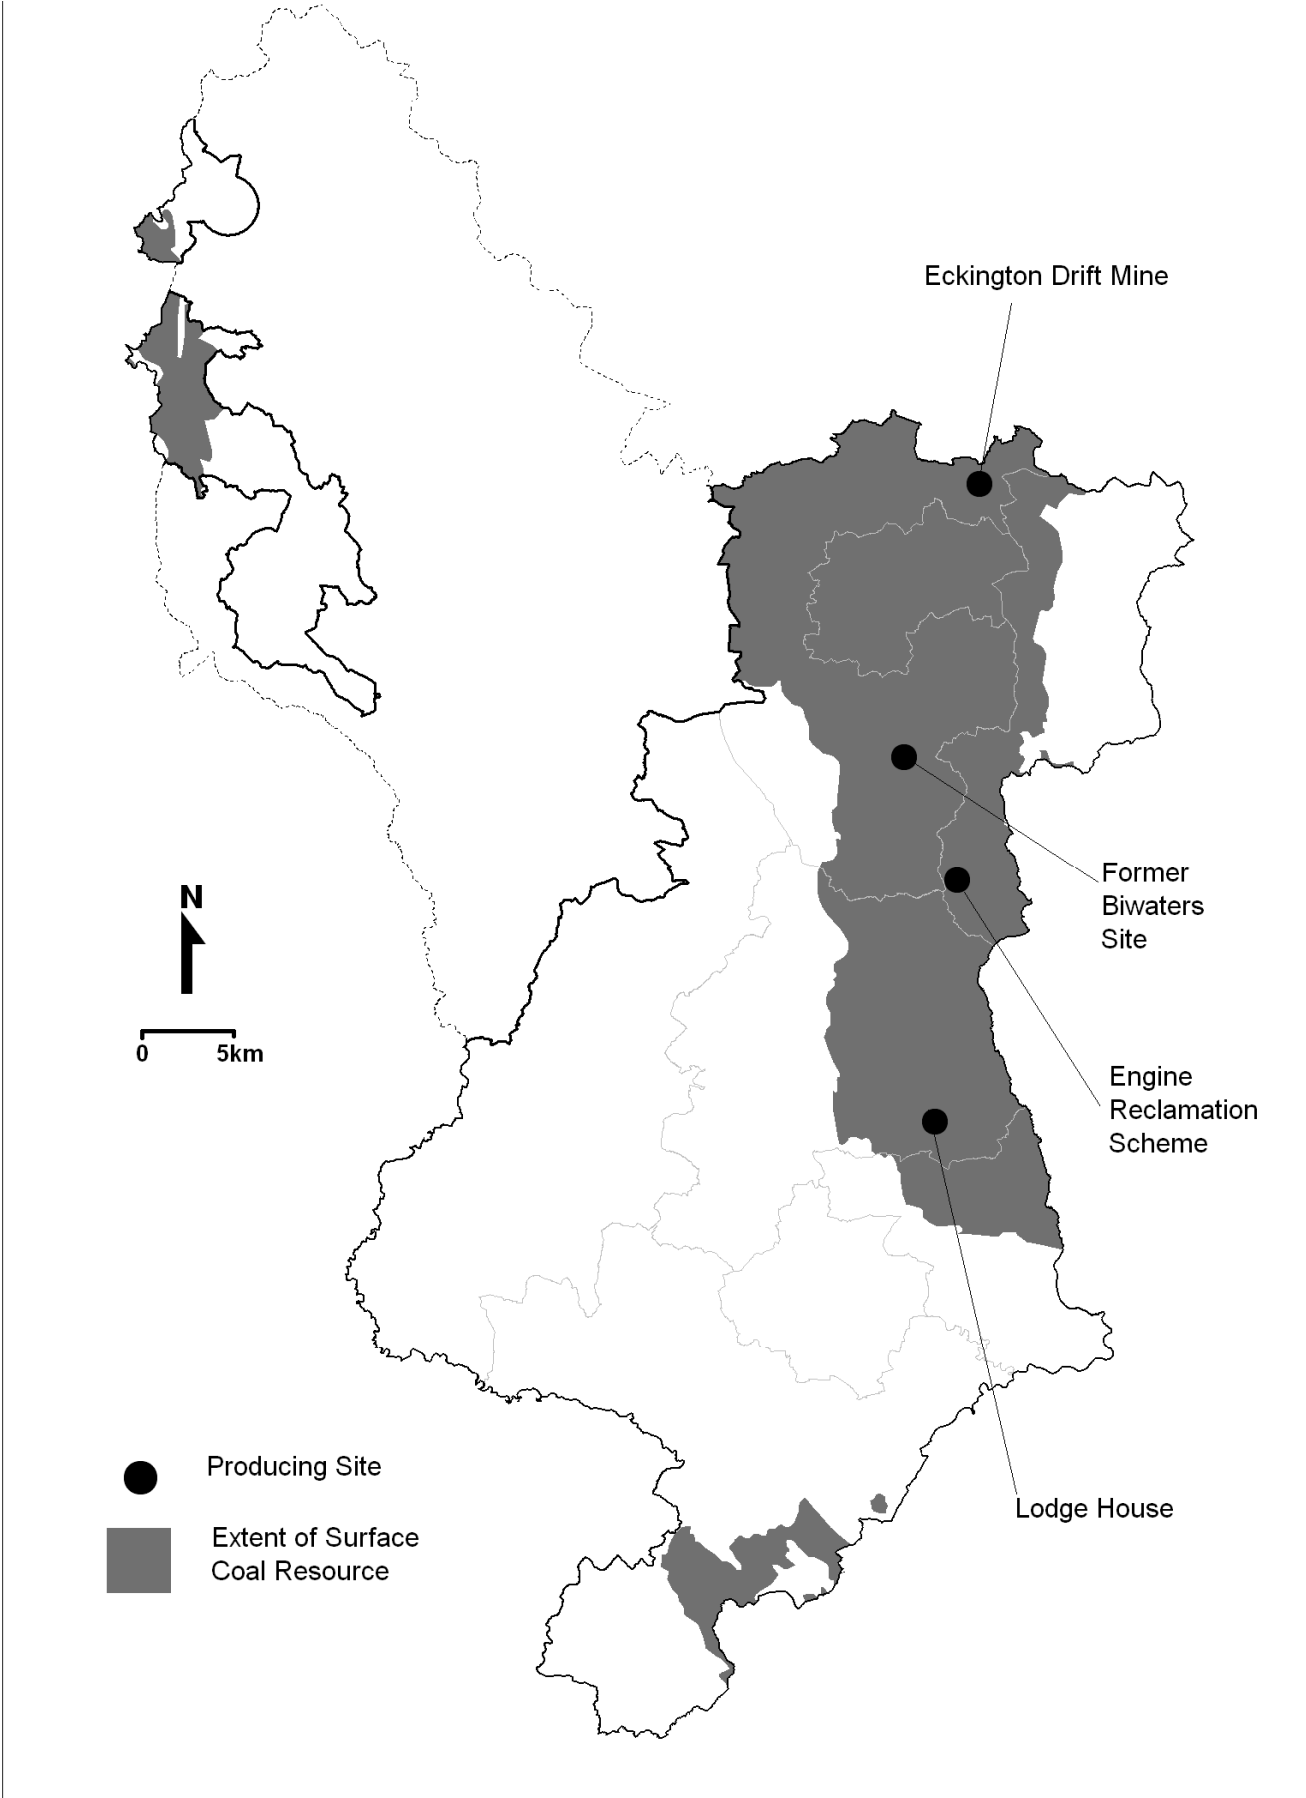 Eckington Drift Mine
Former
Biwaters
Site
N
0 5km
Engine
Reclamation
Scheme
Producing Site
Lodge House
Extent of Surface
Coal Resource